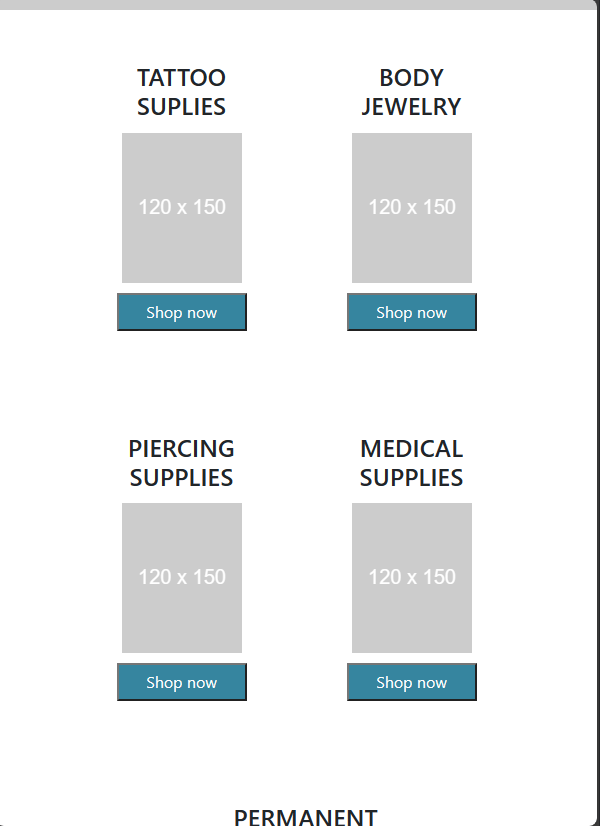 TATTOO
SUPLIES
120 x 150
Shop now
BODY
JEWELRY
120 x 150
Shop now
PIERCING
SUPPLIES
120 x 150
Shop now
MEDICAL
SUPPLIES
120 x 150
Shop now
PERMANENT